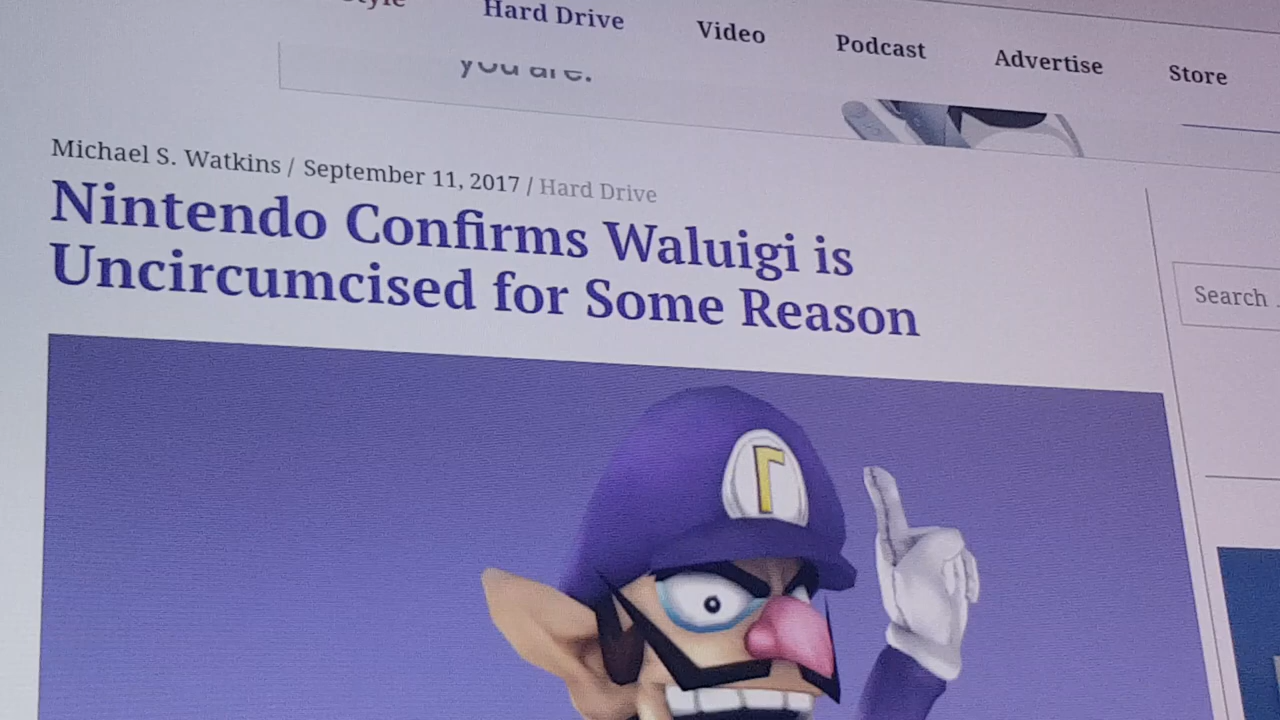 Hard Drive Video Podcast Advertise Store
you are.
Michael S. Watkins / September 11, 2017 / Hard Drive
Nintendo Confirms Waluigi is
Uncircumcised for Some Reason
Search